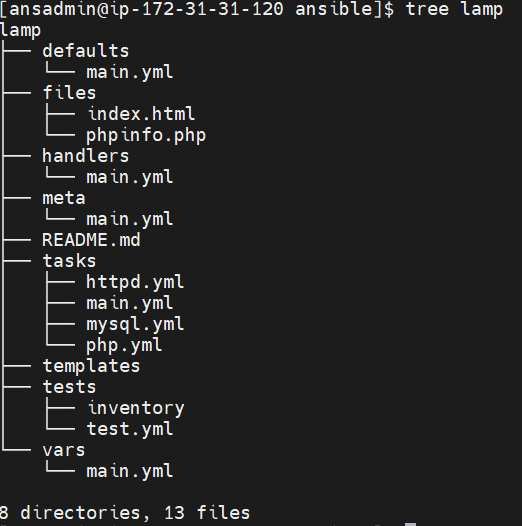 [ansadmin@ip-172-31-31-120 ansible]$ tree lamp
lamp
├── defaults
│   └── main.yml
├── files
│   ├── index.html
│   └── phpinfo.php
├── handlers
│   └── main.yml
├── meta
│   └── main.yml
├── README.md
├── tasks
│   ├── httpd.yml
│   ├── main.yml
│   ├── mysql.yml
│   └── php.yml
├── templates
├── tests
│   ├── inventory
│   └── test.yml
└── vars
    └── main.yml

8 directories, 13 files